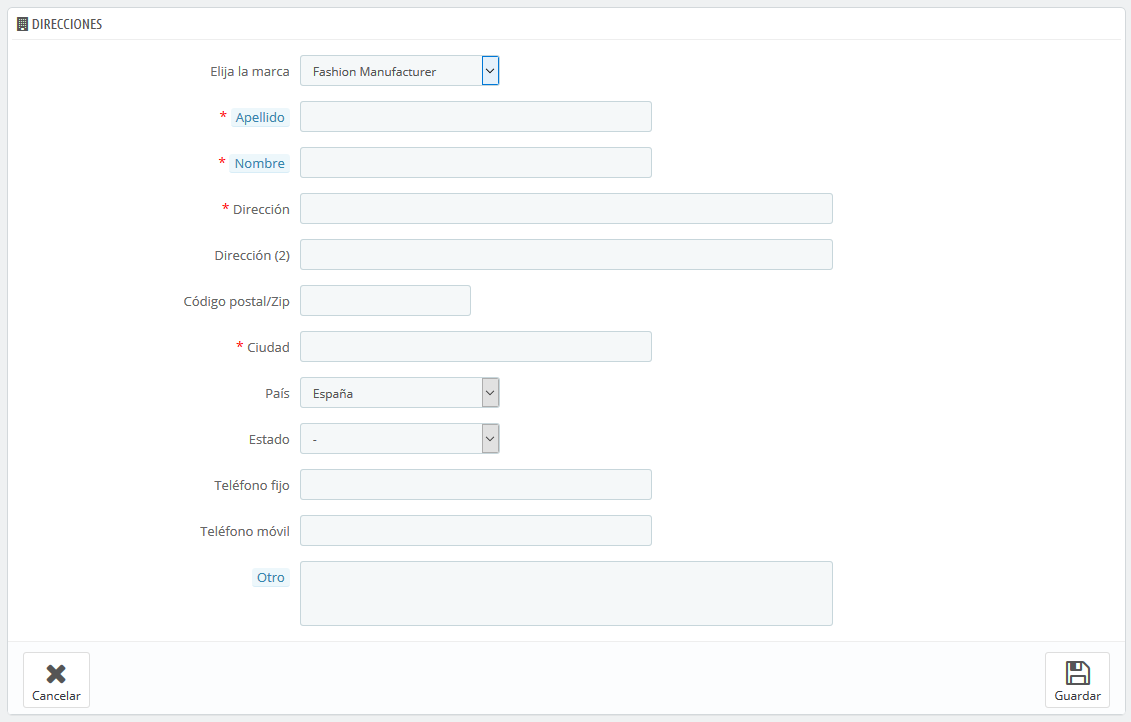 DIRECCIONES
Elija la marca Fashion Manufacturer
* Apellido
* Nombre
* Dirección
Dirección (2)
Código postal/Zip
* Ciudad
País España
Estado -
Teléfono fijo
Teléfono móvil
Otro
Cancelar Guardar